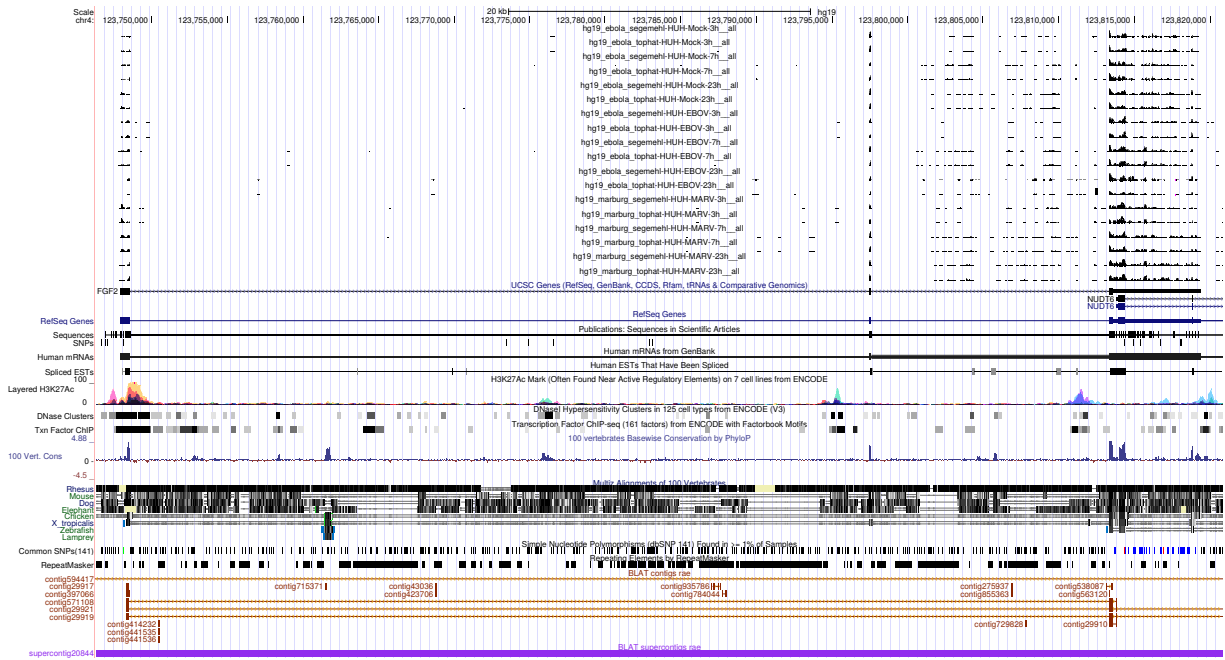 Scale 20 kb hg19
chr4: 123,750,000 123,755,000 123,760,000 123,765,000 123,770,000 123,775,000 123,780,000 123,785,000 123,790,000 123,795,000 123,800,000 123,805,000 123,810,000 123,815,000 123,820,000
hg19_ebola_segemehl-HUH-Mock-3h__all
hg19_ebola_tophat-HUH-Mock-3h__all
hg19_ebola_segemehl-HUH-Mock-7h__all
hg19_ebola_tophat-HUH-Mock-7h__all
hg19_ebola_segemehl-HUH-Mock-23h__all
hg19_ebola_tophat-HUH-Mock-23h__all
hg19_ebola_segemehl-HUH-EBOV-3h__all
hg19_ebola_tophat-HUH-EBOV-3h__all
hg19_ebola_segemehl-HUH-EBOV-7h__all
hg19_ebola_tophat-HUH-EBOV-7h__all
hg19_ebola_segemehl-HUH-EBOV-23h__all
hg19_ebola_tophat-HUH-EBOV-23h__all
hg19_marburg_segemehl-HUH-MARV-3h__all
hg19_marburg_tophat-HUH-MARV-3h__all
hg19_marburg_segemehl-HUH-MARV-7h__all
hg19_marburg_tophat-HUH-MARV-7h__all
hg19_marburg_segemehl-HUH-MARV-23h__all
hg19_marburg_tophat-HUH-MARV-23h__all
UCSC Genes (RefSeq, GenBank, CCDS, Rfam, tRNAs & Comparative Genomics)
FGF2
NUDT6
NUDT6
RefSeq Genes
RefSeq Genes
Publications: Sequences in Scientific Articles
Sequences
SNPs
Human mRNAs from GenBank
Human mRNAs
Human ESTs That Have Been Spliced
Spliced ESTs
H3K27Ac Mark (Often Found Near Active Regulatory Elements) on 7 cell lines from ENCODE
100
Layered H3K27Ac
0
DNaseI Hypersensitivity Clusters in 125 cell types from ENCODE (V3)
DNase Clusters
Transcription Factor ChIP-seq (161 factors) from ENCODE with Factorbook Motifs
Txn Factor ChIP
100 vertebrates Basewise Conservation by PhyloP
4.88
100 Vert. Cons
0
-4.5
Multiz Alignments of 100 Vertebrates
Rhesus
Mouse
Dog
Elephant
Chicken
X_tropicalis
Zebrafish
Lamprey
Simple Nucleotide Polymorphisms (dbSNP 141) Found in >= 1% of Samples
Common SNPs(141)
Repeating Elements by RepeatMasker
RepeatMasker
BLAT contigs rae
contig594417
contig29917 contig715371 contig43036 contig935786 contig275937 contig538087
contig397066 contig423706 contig784044 contig855363 contig563120
contig571108
contig29921
contig29919
contig414232 contig729828 contig29910
contig441535
contig441536
BLAT supercontigs rae
supercontig20844